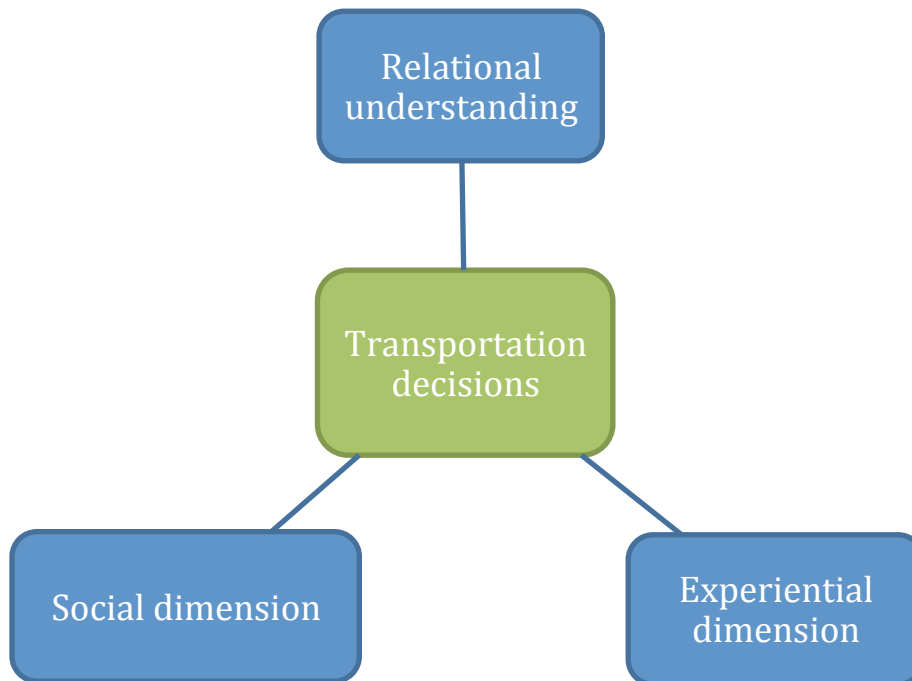 Relational
understanding
Transportation
decisions
Social dimension
Experiential
dimension